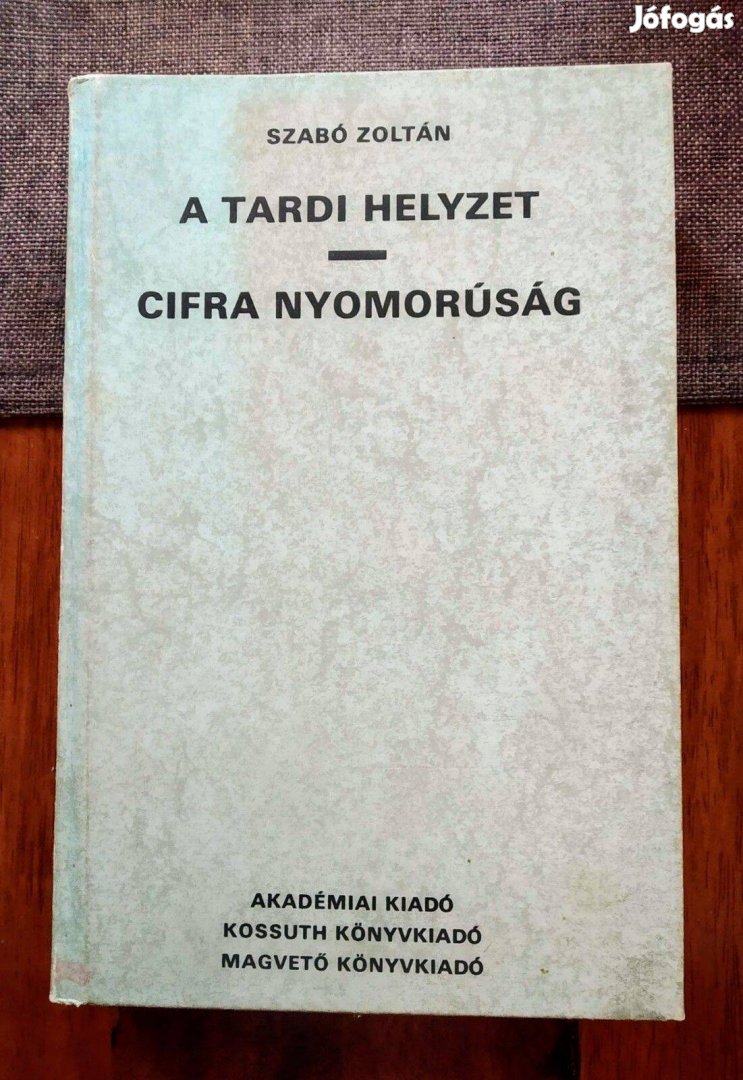 Jófogás
SZABÓ ZOLTÁN
A TARDI HELYZET
CIFRA NYOMORÚSÁG
AKADÉMIAI KIADÓ
KOSSUTH KÖNYVKIADÓ
MAGVETŐ KÖNYVKIADÓ